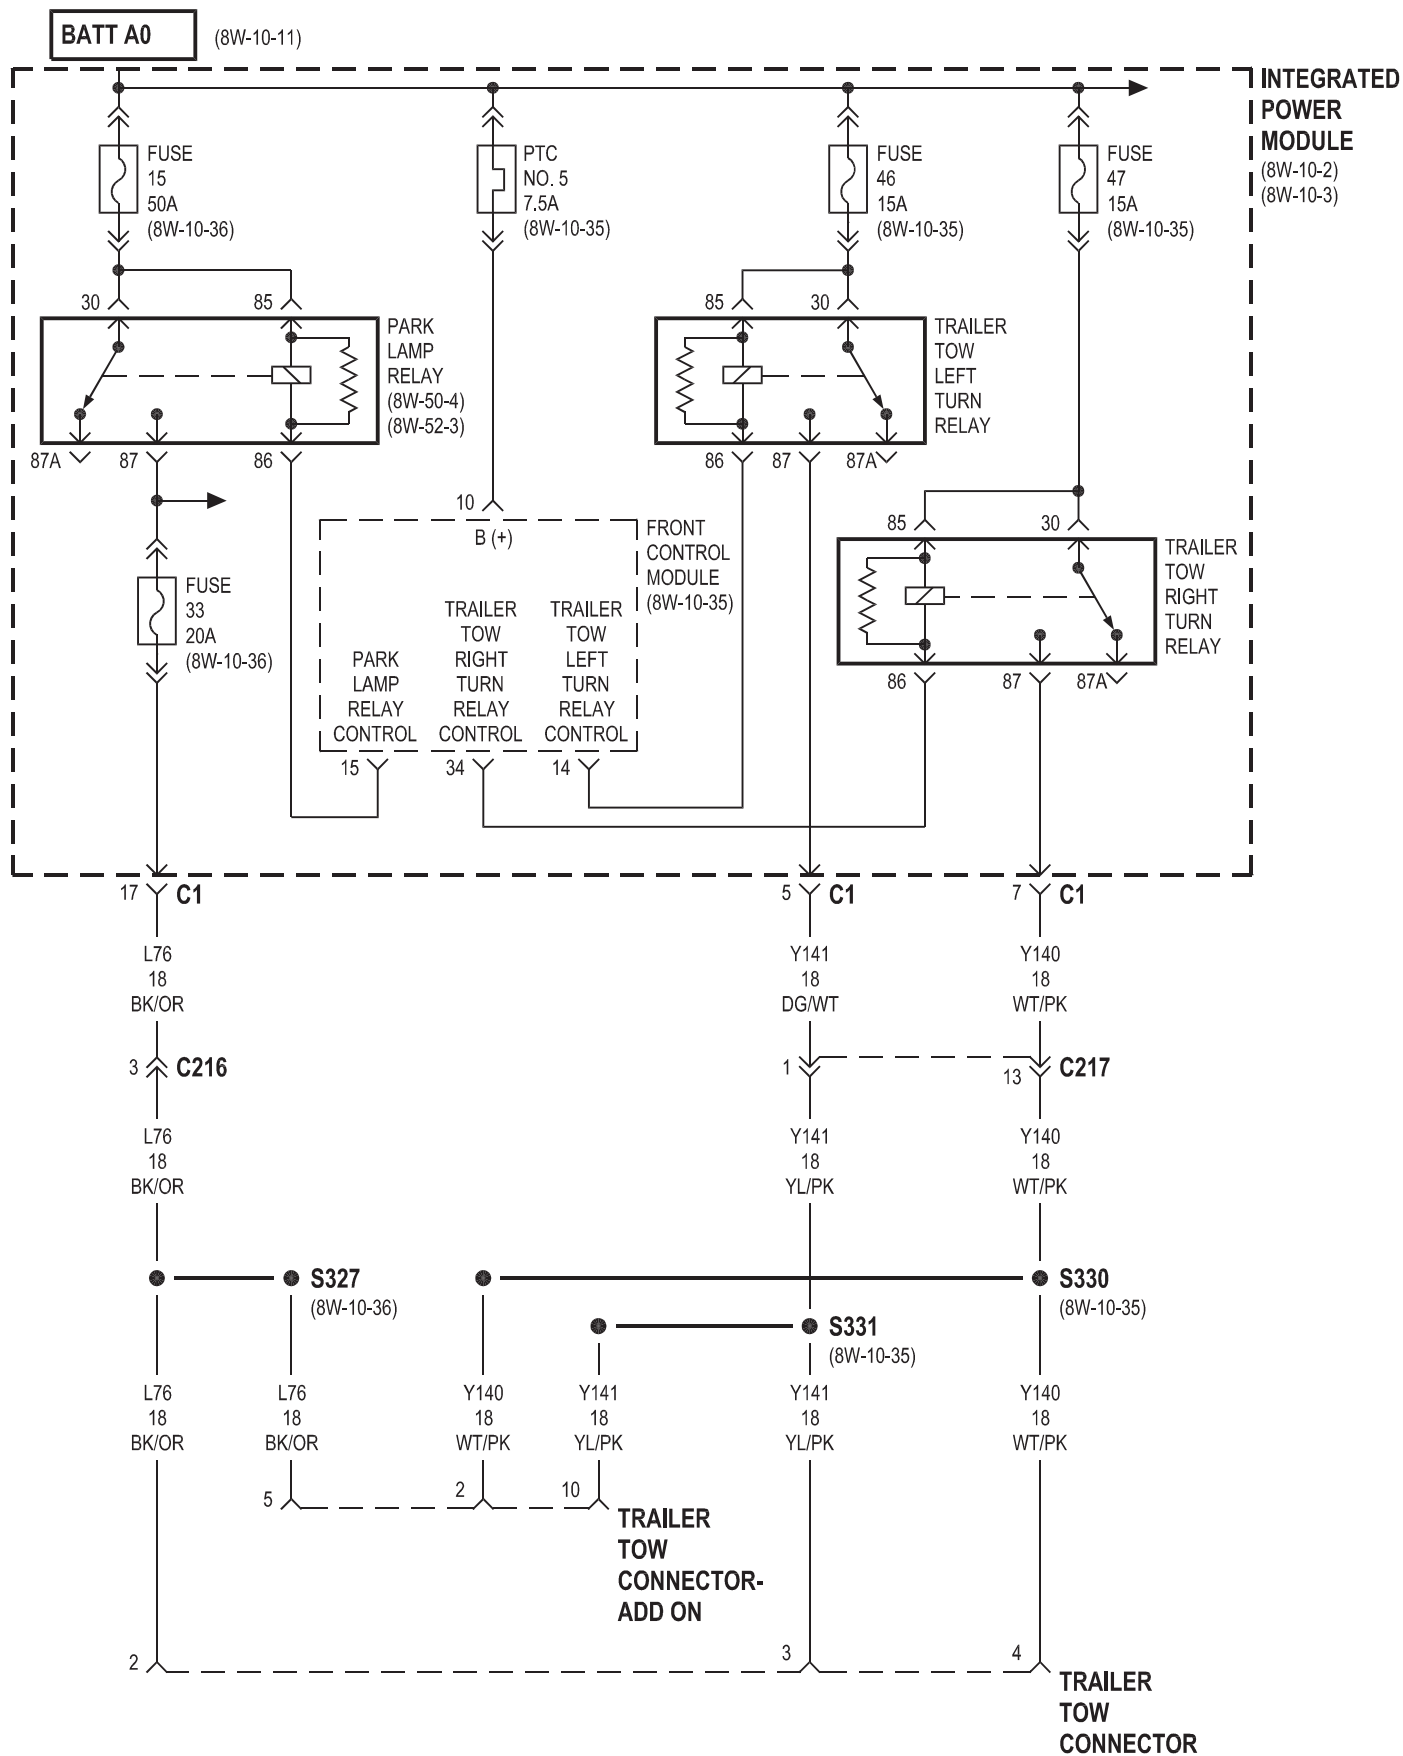 BATT A0
(8W-10-11)
INTEGRATED
POWER
MODULE
(8W-10-2)
(8W-10-3)
FUSE
15
50A
(8W-10-36)
PTC
NO. 5
7.5A
(8W-10-35)
FUSE
46
15A
(8W-10-35)
FUSE
47
15A
(8W-10-35)
30
85
PARK
LAMP
RELAY
(8W-50-4)
(8W-52-3)
87A
87
86
85
30
TRAILER
TOW
LEFT
TURN
RELAY
86
87
87A
FUSE
33
20A
(8W-10-36)
10
B (+)
FRONT
CONTROL
MODULE
(8W-10-35)
PARK
LAMP
RELAY
CONTROL
TRAILER
TOW
RIGHT
TURN
RELAY
CONTROL
TRAILER
TOW
LEFT
TURN
RELAY
CONTROL
15
34
14
85
30
TRAILER
TOW
RIGHT
TURN
RELAY
86
87
87A
17
C1
5
C1
7
C1
L76
18
BK/OR
Y141
18
DG/WT
Y140
18
WT/PK
3
C216
1
13
C217
L76
18
BK/OR
Y141
18
YL/PK
Y140
18
WT/PK
S327
(8W-10-36)
S330
(8W-10-35)
S331
(8W-10-35)
L76
18
BK/OR
L76
18
BK/OR
Y140
18
WT/PK
Y141
18
YL/PK
Y141
18
YL/PK
Y140
18
WT/PK
5
2
10
TRAILER
TOW
CONNECTOR-
ADD ON
2
3
4
TRAILER
TOW
CONNECTOR